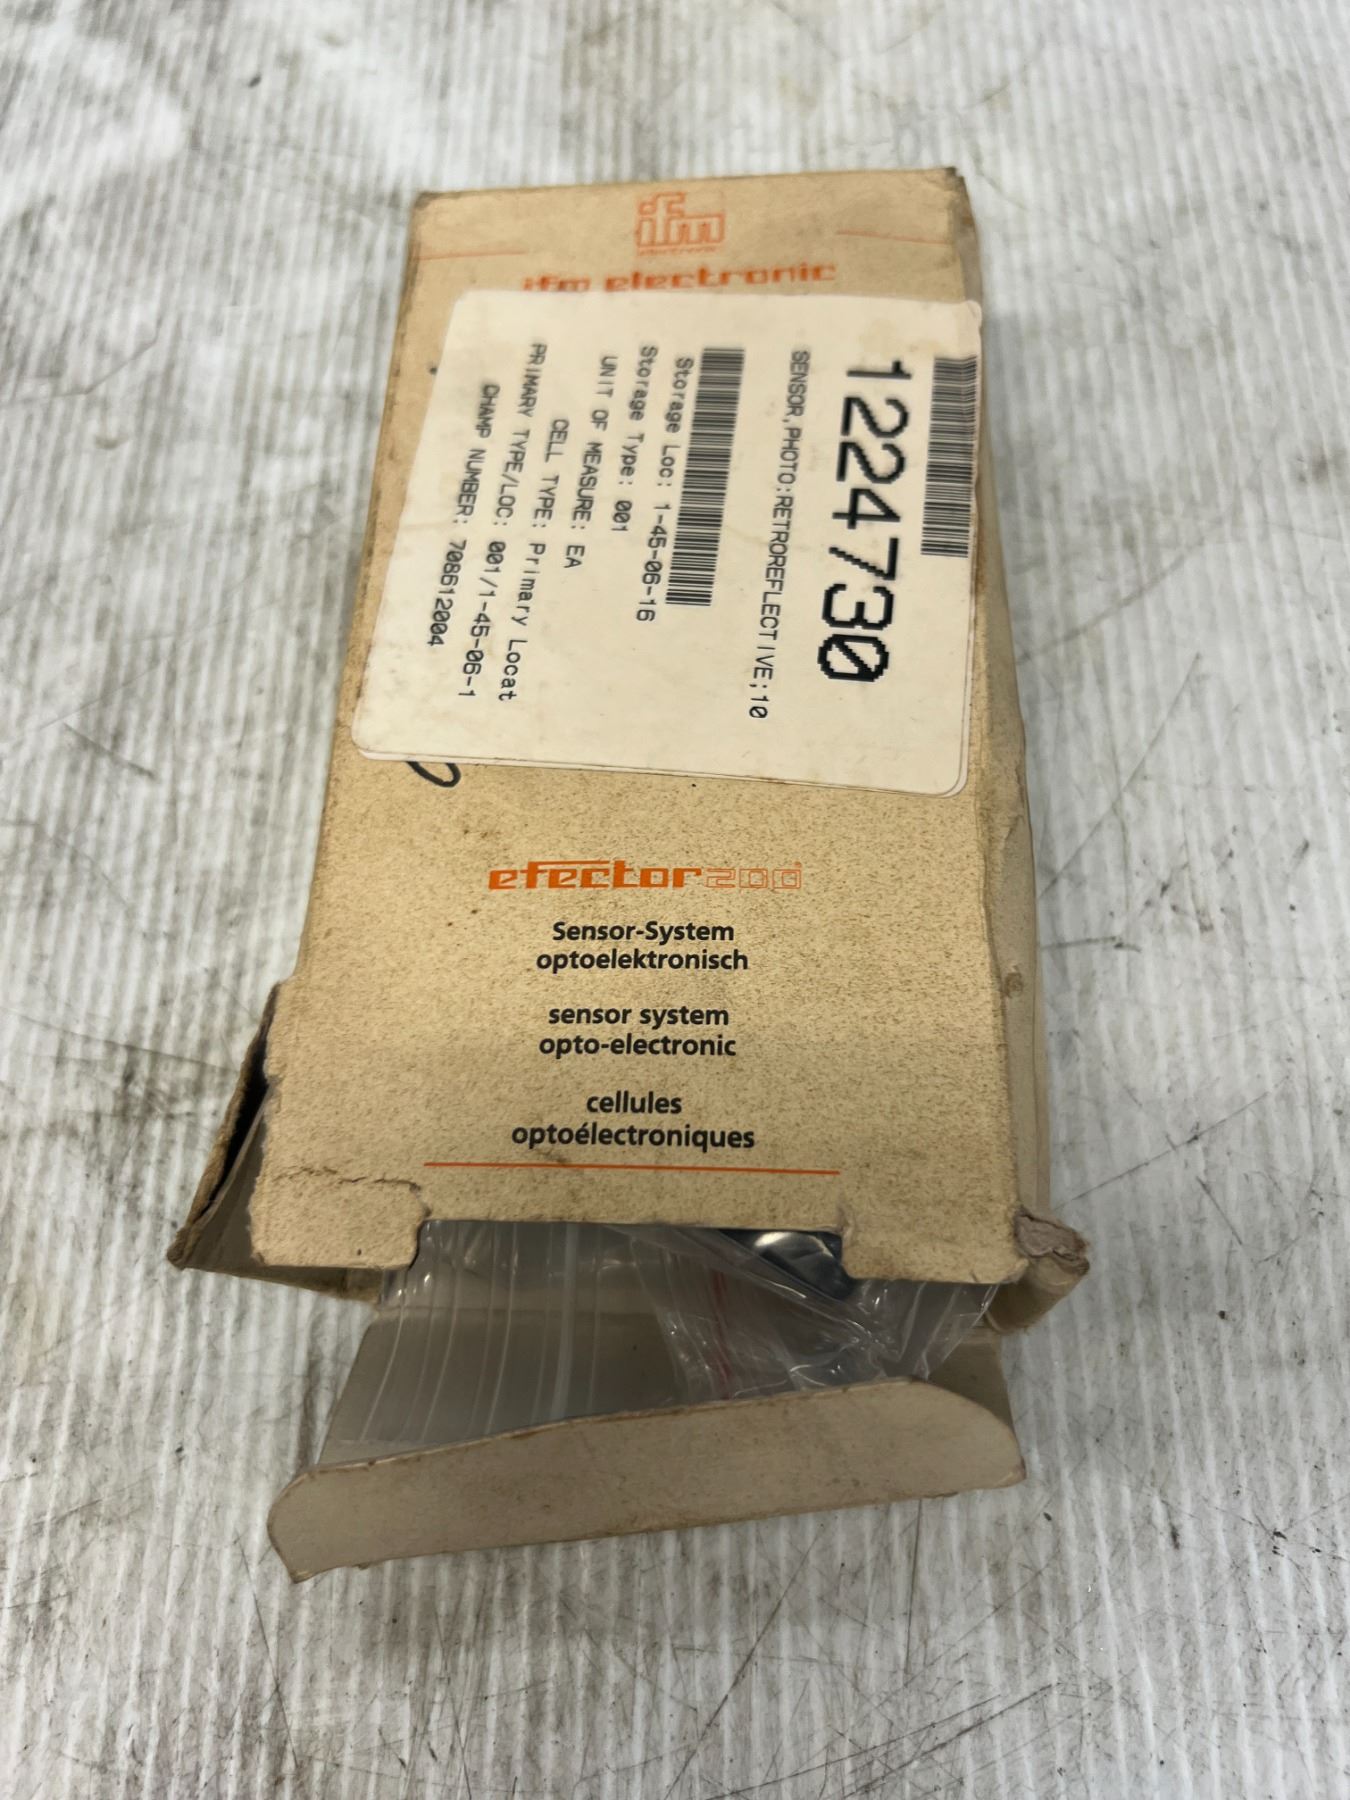 ifm
electronic
ifm electronic
1224730
SENSOR,PHOTO:RETROREFLECTIVE;10
Storage Loc: 1-45-06-16
Storage Type: 001
UNIT OF MEASURE: EA
CELL TYPE: Primary Locat
PRIMARY TYPE/LOC: 001/1-45-06-1
CHAMP NUMBER: 708612004
efector200
Sensor-System
optoelektronisch
sensor system
opto-electronic
cellules
optoélectroniques